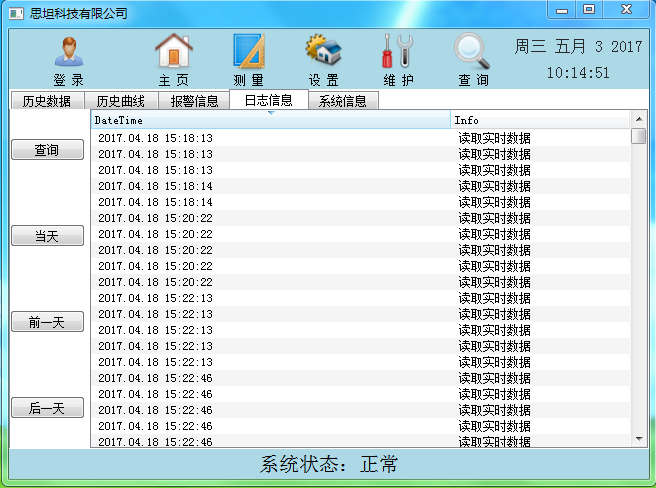 思坦科技有限公司
登 录 主 页 测 量 设 置 维 护 查 询
周三 五月 3 2017
10:14:51
历史数据 历史曲线 报警信息 日志信息 系统信息
DateTime Info
2017.04.18 15:18:13 读取实时数据
2017.04.18 15:18:13 读取实时数据
2017.04.18 15:18:13 读取实时数据
2017.04.18 15:18:14 读取实时数据
2017.04.18 15:18:14 读取实时数据
2017.04.18 15:20:22 读取实时数据
2017.04.18 15:20:22 读取实时数据
2017.04.18 15:20:22 读取实时数据
2017.04.18 15:20:22 读取实时数据
2017.04.18 15:20:22 读取实时数据
2017.04.18 15:22:13 读取实时数据
2017.04.18 15:22:13 读取实时数据
2017.04.18 15:22:13 读取实时数据
2017.04.18 15:22:13 读取实时数据
2017.04.18 15:22:13 读取实时数据
2017.04.18 15:22:46 读取实时数据
2017.04.18 15:22:46 读取实时数据
2017.04.18 15:22:46 读取实时数据
2017.04.18 15:22:46 读取实时数据
2017.04.18 15:22:46 读取实时数据
查询
当天
前一天
后一天
系统状态：正常